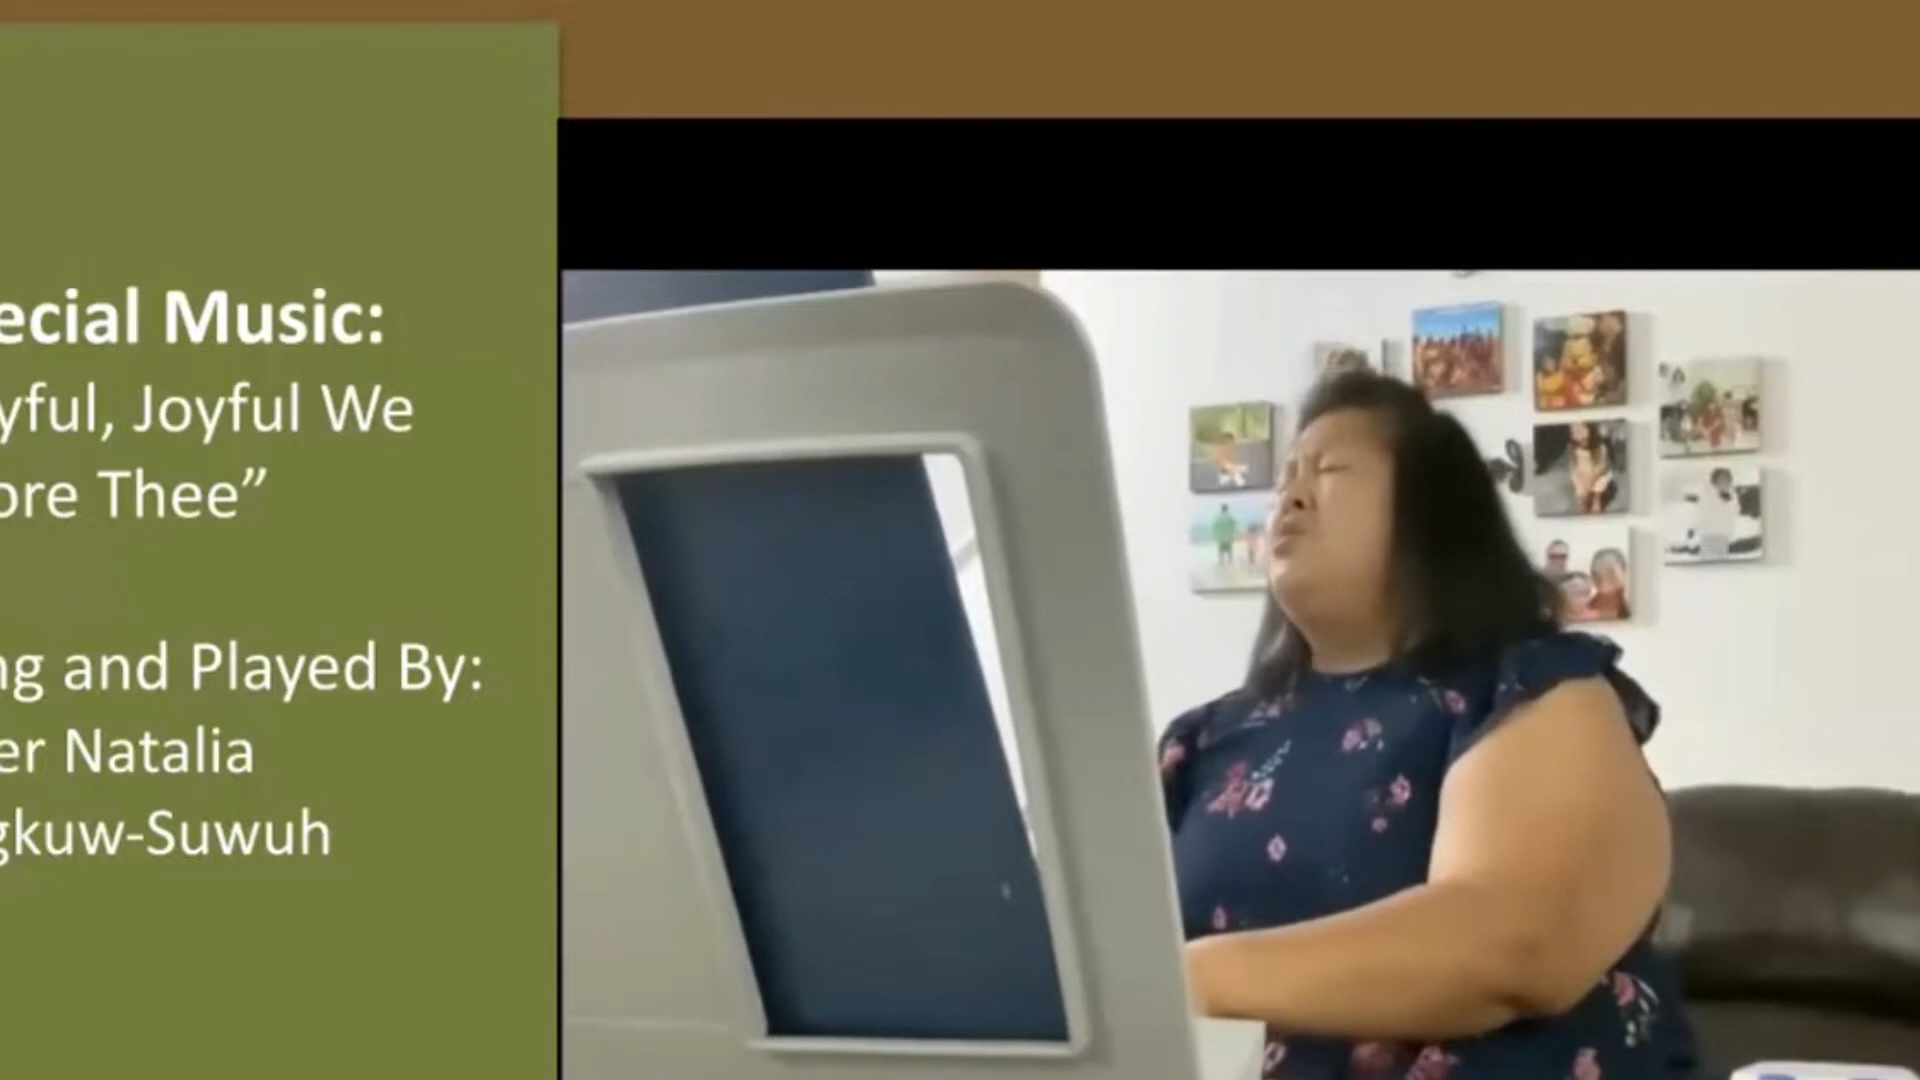 ecial Music:
yful, Joyful We
ore Thee”
ng and Played By:
er Natalia
gkuw-Suwuh